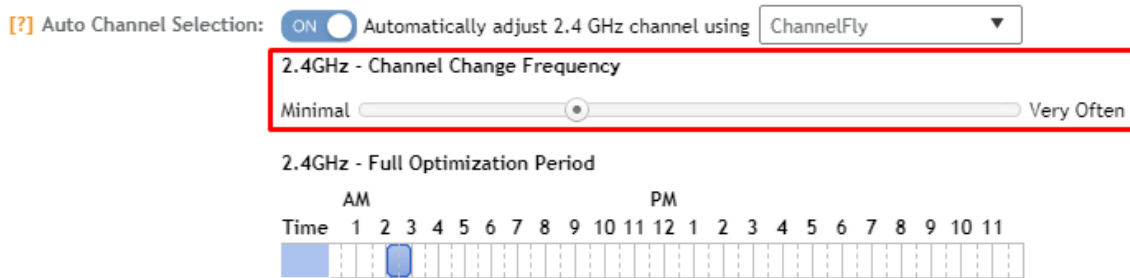 [?] Auto Channel Selection: ON Automatically adjust 2.4 GHz channel using ChannelFly
2.4GHz - Channel Change Frequency
Minimal Very Often
2.4GHz - Full Optimization Period
AM PM
Time 1 2 3 4 5 6 7 8 9 10 11 12 1 2 3 4 5 6 7 8 9 10 11